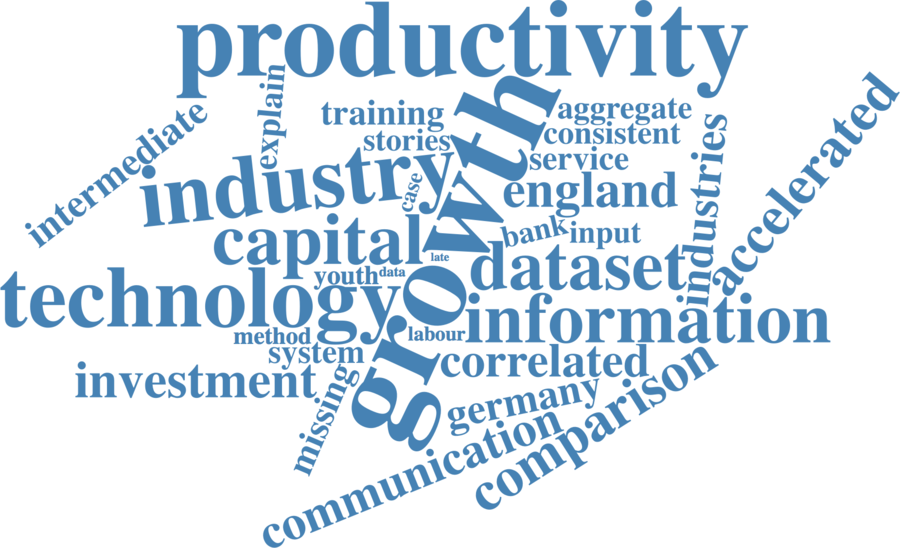 productivity
explain
growth
training
aggregate
intermediate
stories
consistent
accelerated
industry
service
industries
case
england
capital
bank
input
late
dataset
youth
data
technology
information
method
labour
system
correlated
investment
missing
germany
comparison
communication